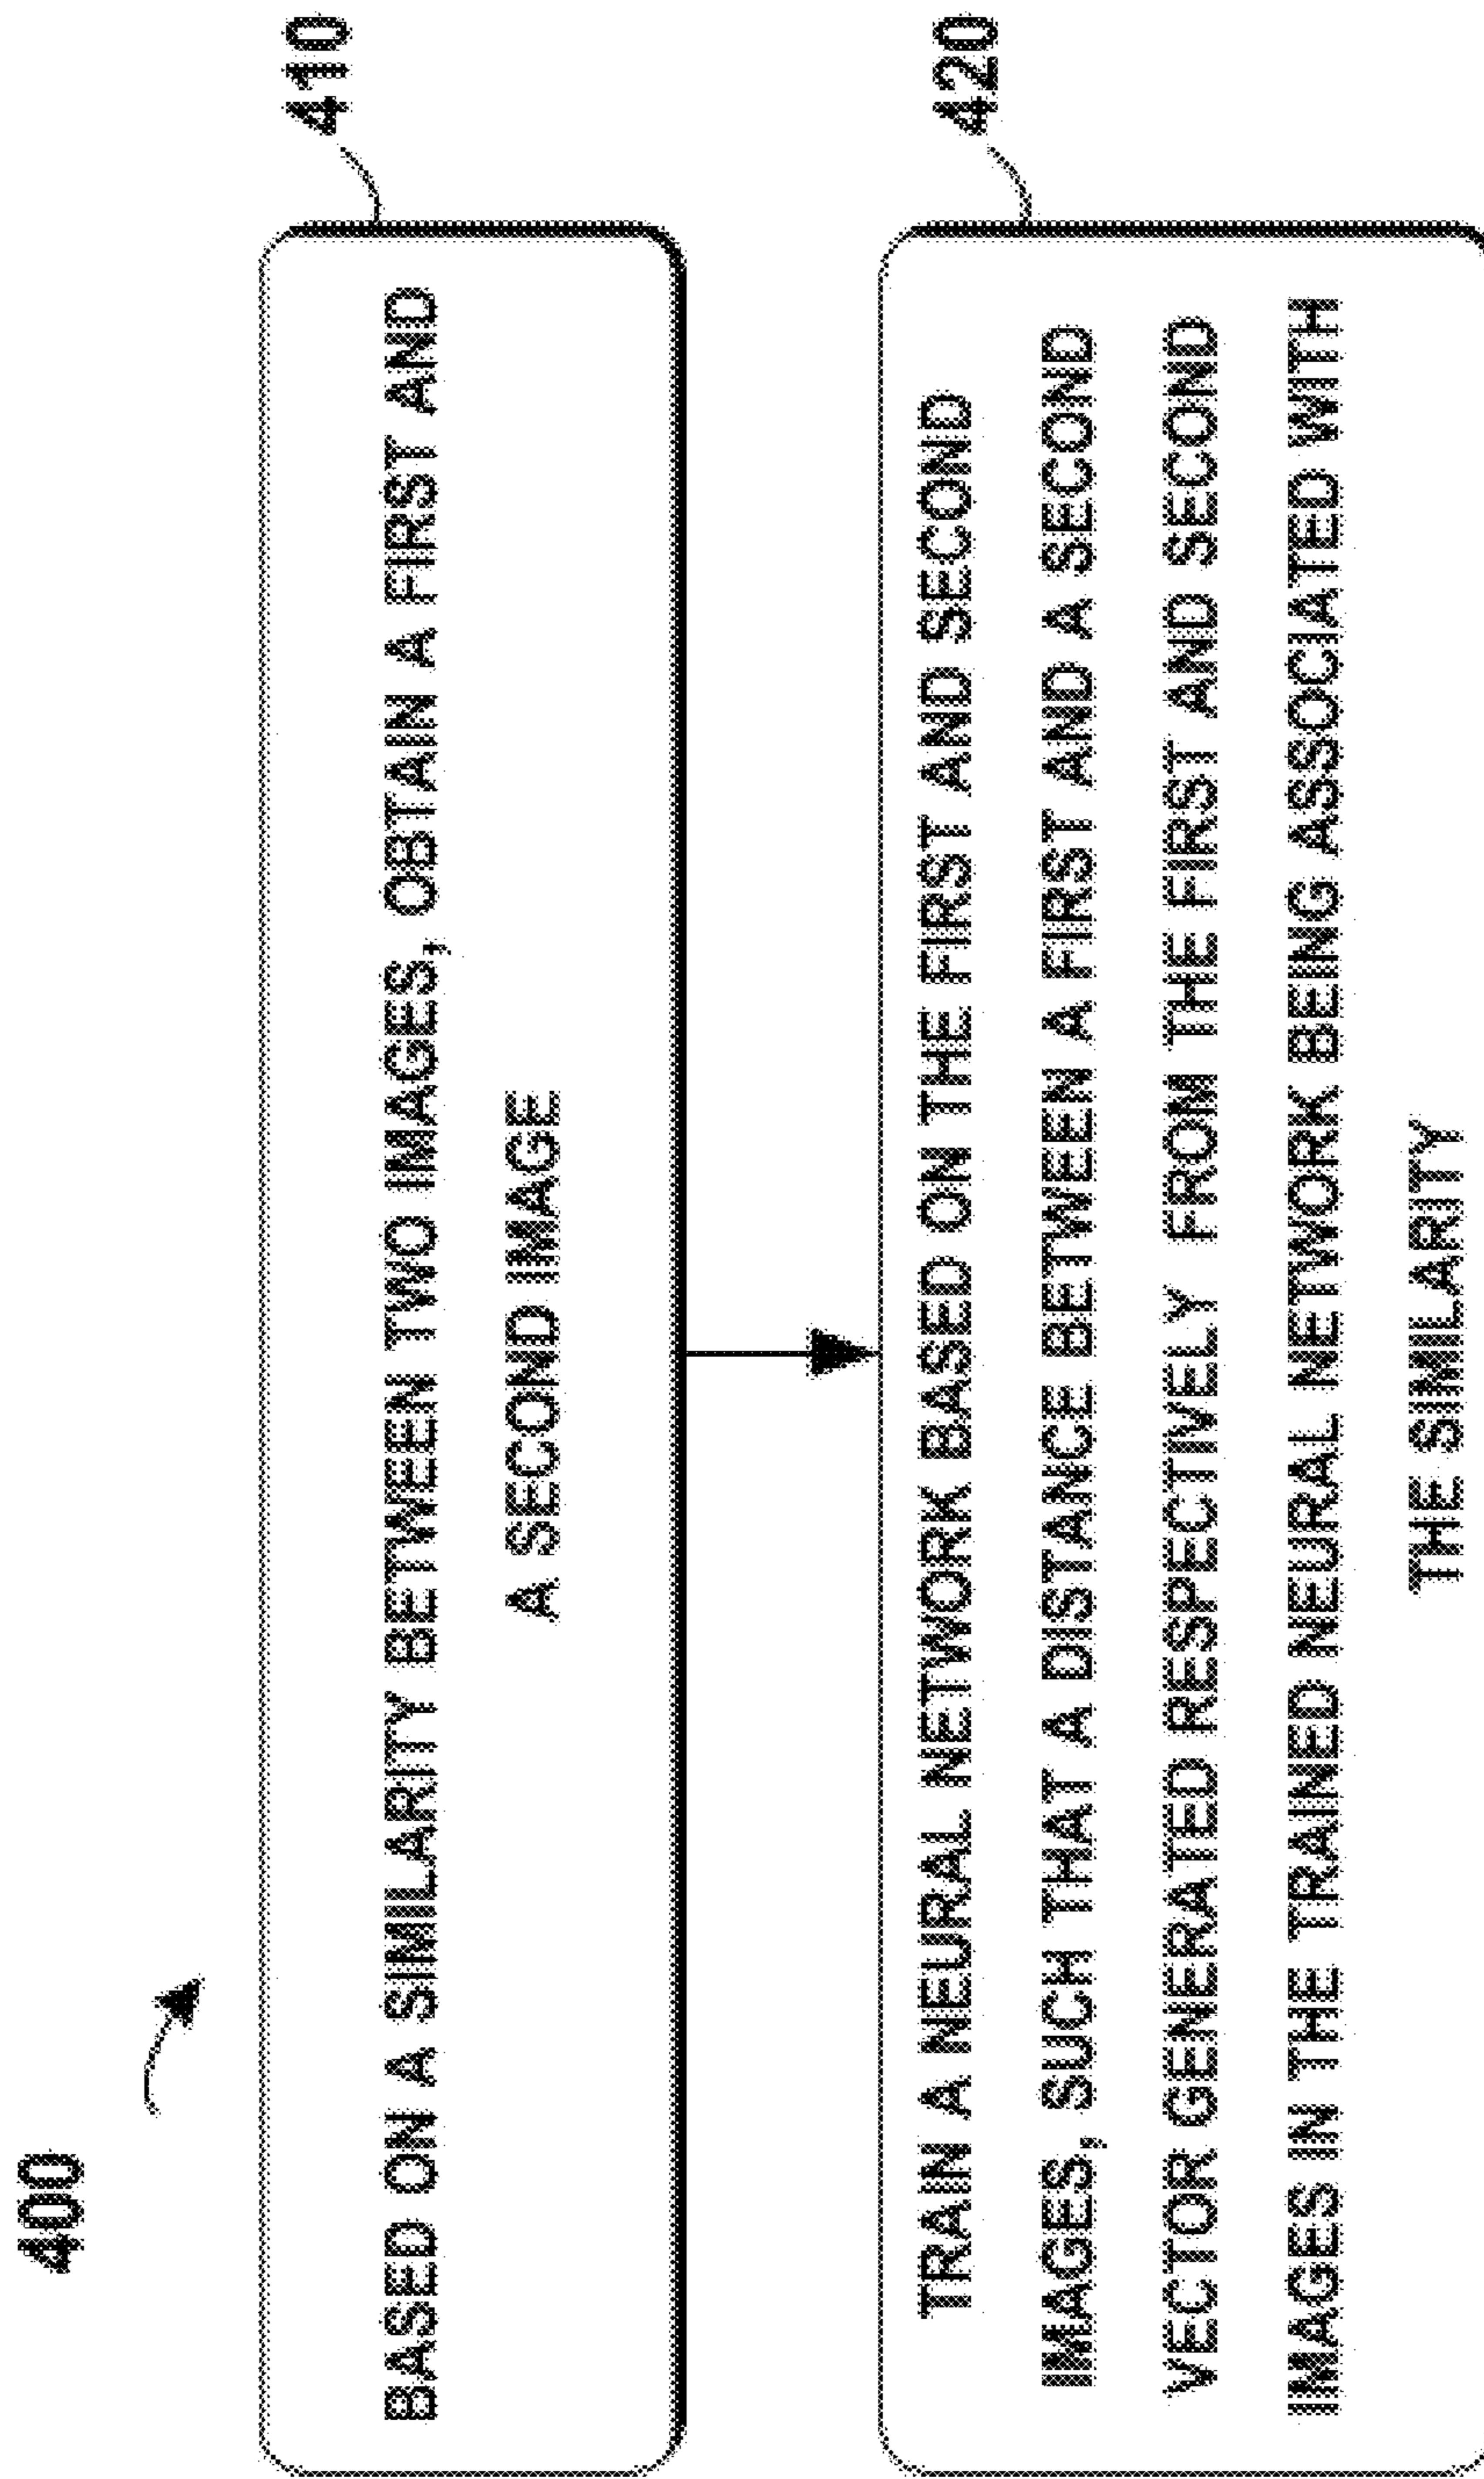 400
410
BASED ON A SIMILARITY BETWEEN TWO IMAGES, OBTAIN A FIRST AND
A SECOND IMAGE
420
TRAIN A NEURAL NETWORK BASED ON THE FIRST AND SECOND
IMAGES, SUCH THAT A DISTANCE BETWEEN A FIRST AND A SECOND
VECTOR GENERATED RESPECTIVELY FROM THE FIRST AND SECOND
IMAGES IN THE TRAINED NEURAL NETWORK BEING ASSOCIATED WITH
THE SIMILARITY